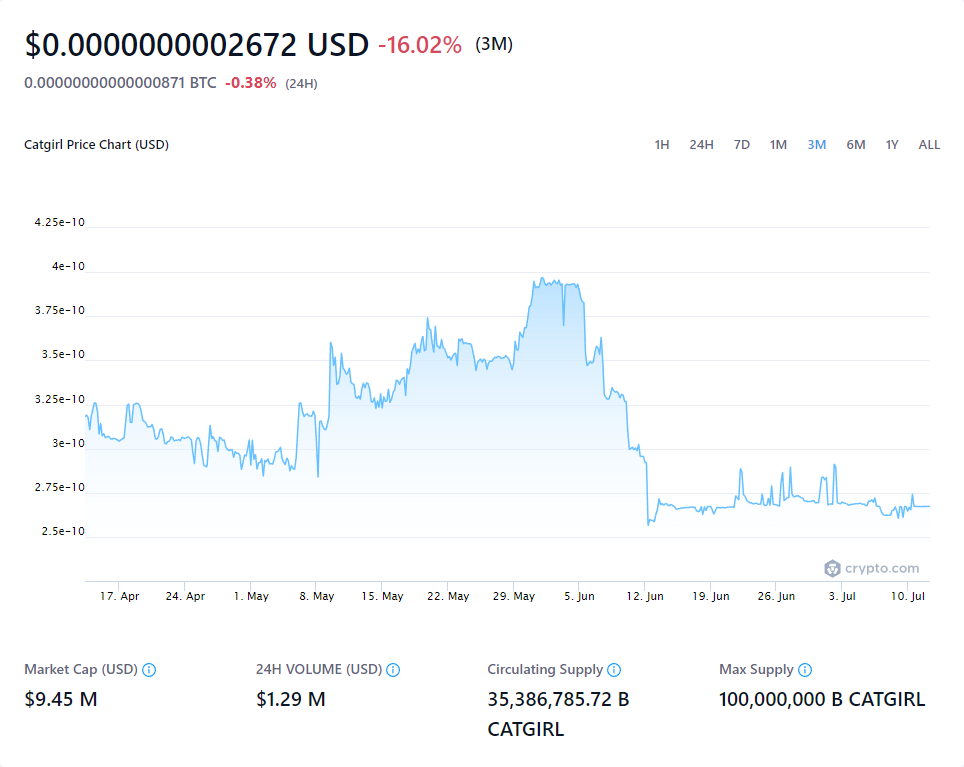 $0.0000000002672 USD -16.02% (3M)
0.00000000000000871 BTC -0.38% (24H)
Catgirl Price Chart (USD) 1H 24H 7D 1M 3M 6M 1Y ALL
4.25e-10
4e-10
3.75e-10
3.5e-10
3.25e-10
3e-10
2.75e-10
2.5e-10
crypto.com
17. Apr 24. Apr 1. May 8. May 15. May 22. May 29. May 5. Jun 12. Jun 19. Jun 26. Jun 3. Jul 10. Jul
Market Cap (USD) 24H VOLUME (USD) Circulating Supply Max Supply
$9.45 M $1.29 M 35,386,785.72 B 100,000,000 B CATGIRL
CATGIRL